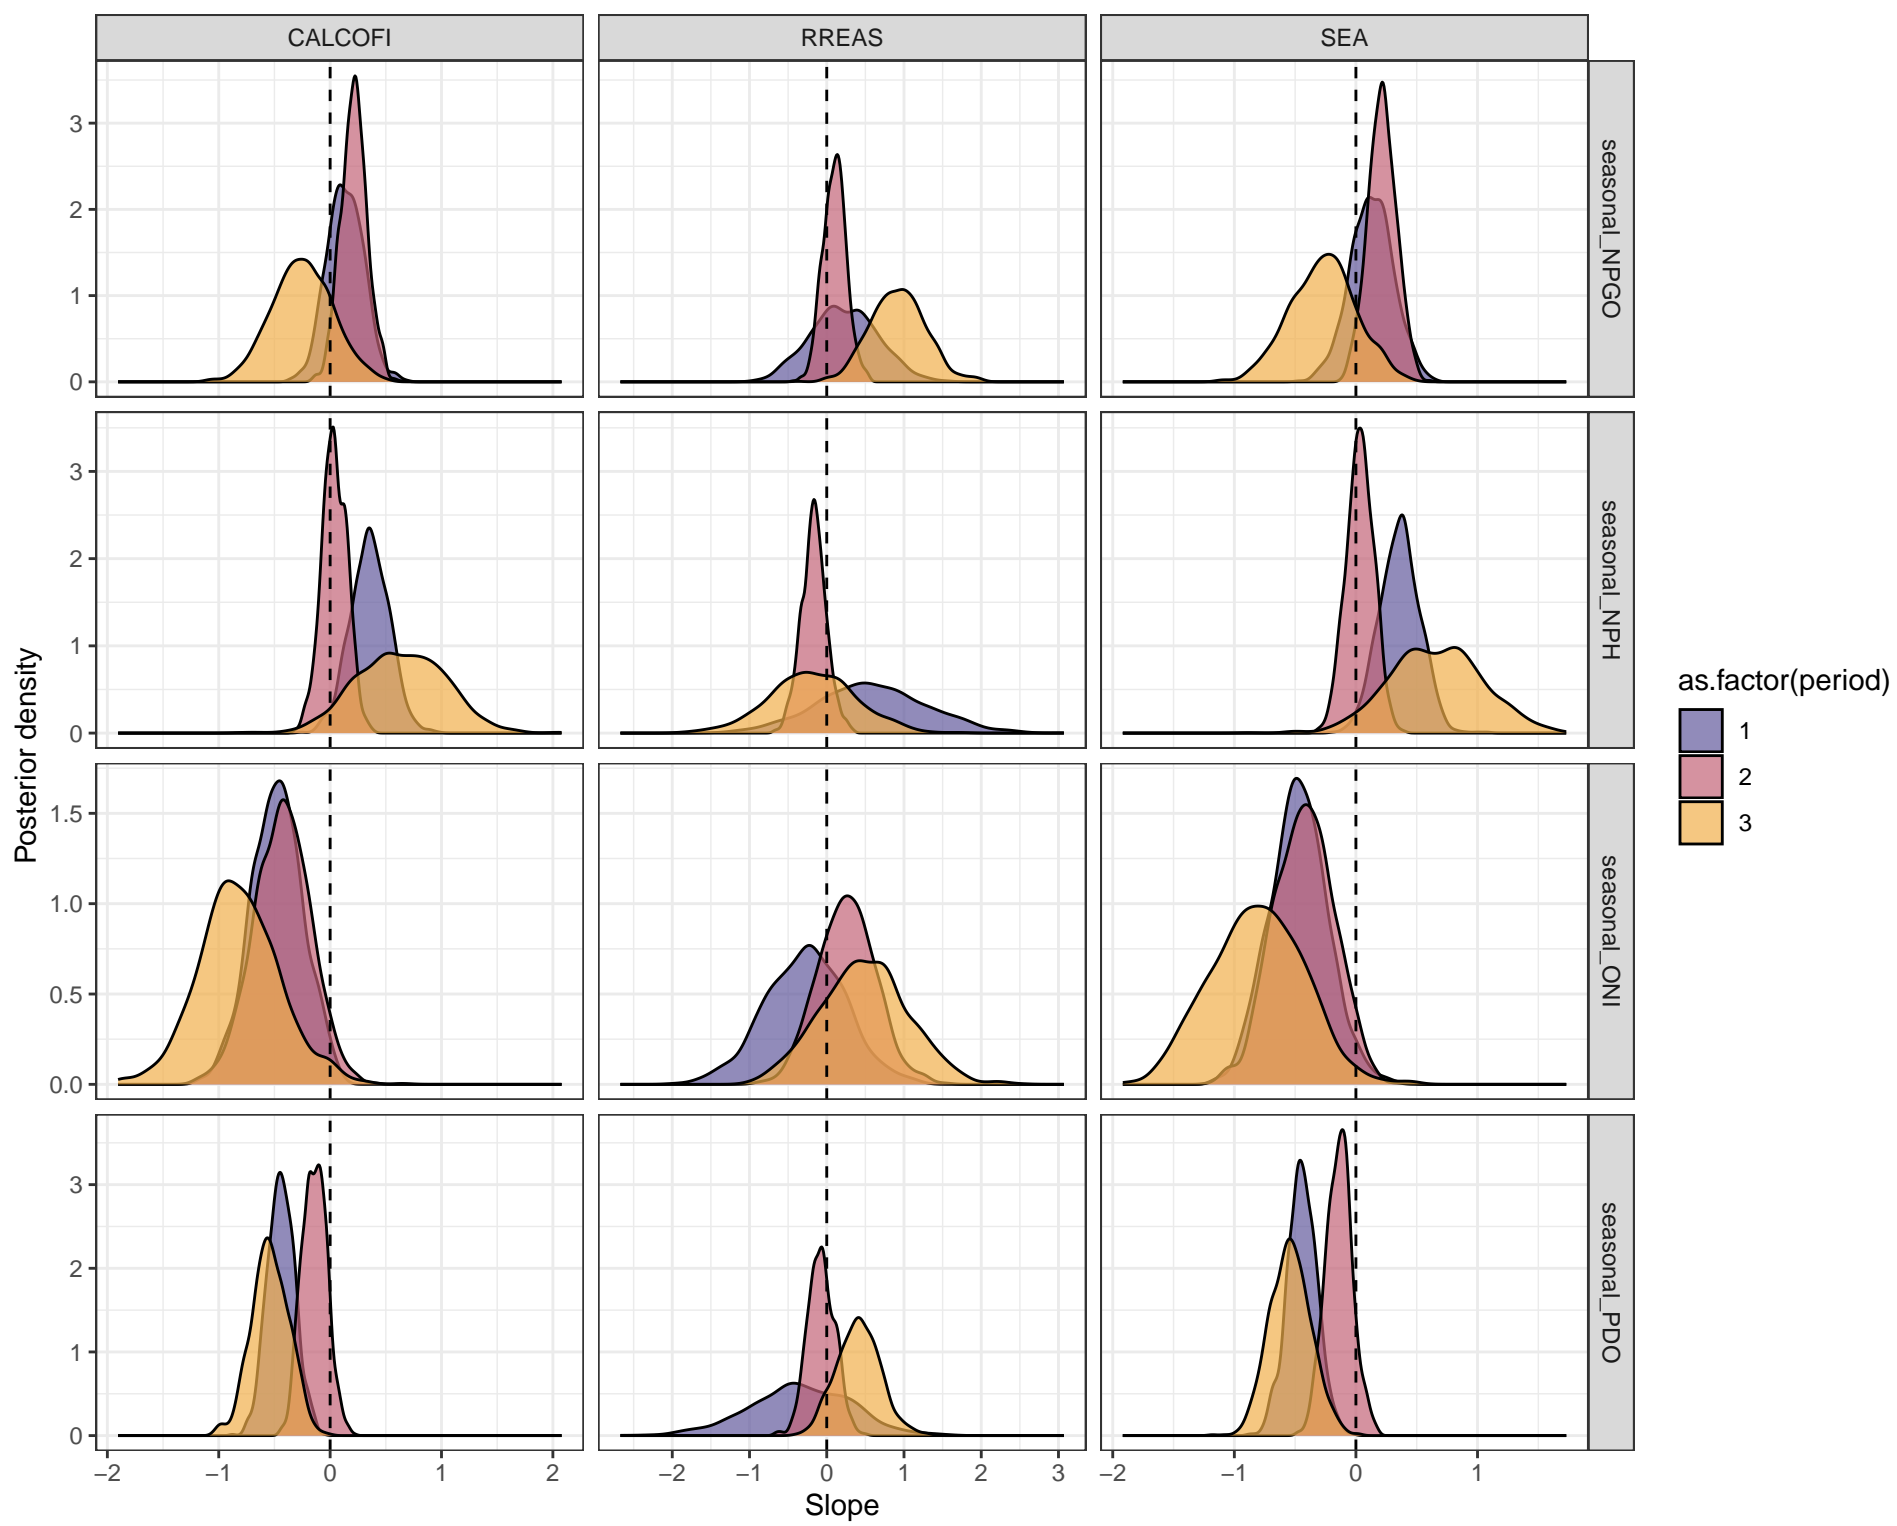 CALCOFI RREAS SEA
3
2
1
0
seasonal_NPGO
3
2
1
0
seasonal_NPH
1.5
1.0
0.5
0.0
seasonal_ONI
3
2
1
0
seasonal_PDO
−2 −1 0 1 2
−2 −1 0 1 2 3
−2 −1 0 1
Slope
Posterior density
as.factor(period)
1
2
3